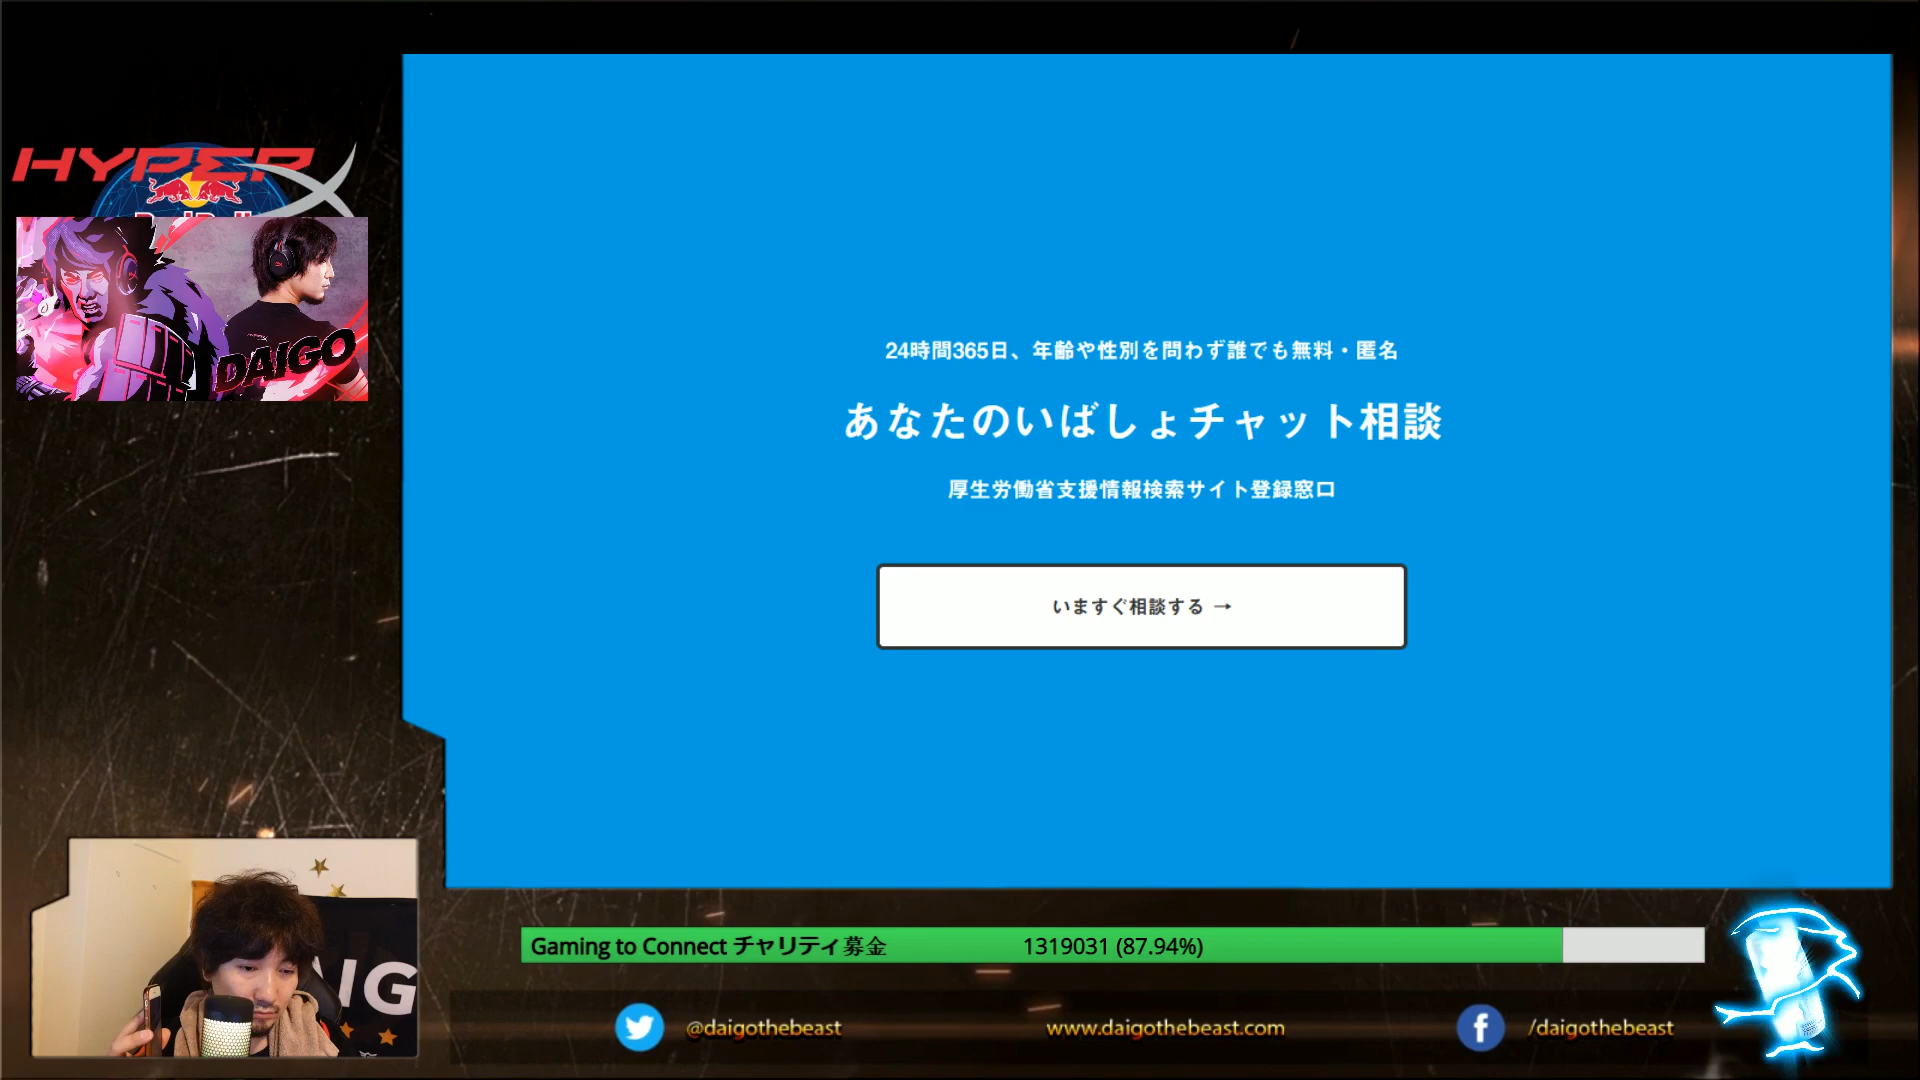 HYPERX
DAIGO
24時間365日、年齢や性別を問わず誰でも無料・匿名
あなたのいばしょチャット相談
厚生労働省支援情報検索サイト登録窓口
いますぐ相談する →
Gaming to Connect チャリティ募金 1319031 (87.94%)
@daigothebeast
www.daigothebeast.com
/daigothebeast